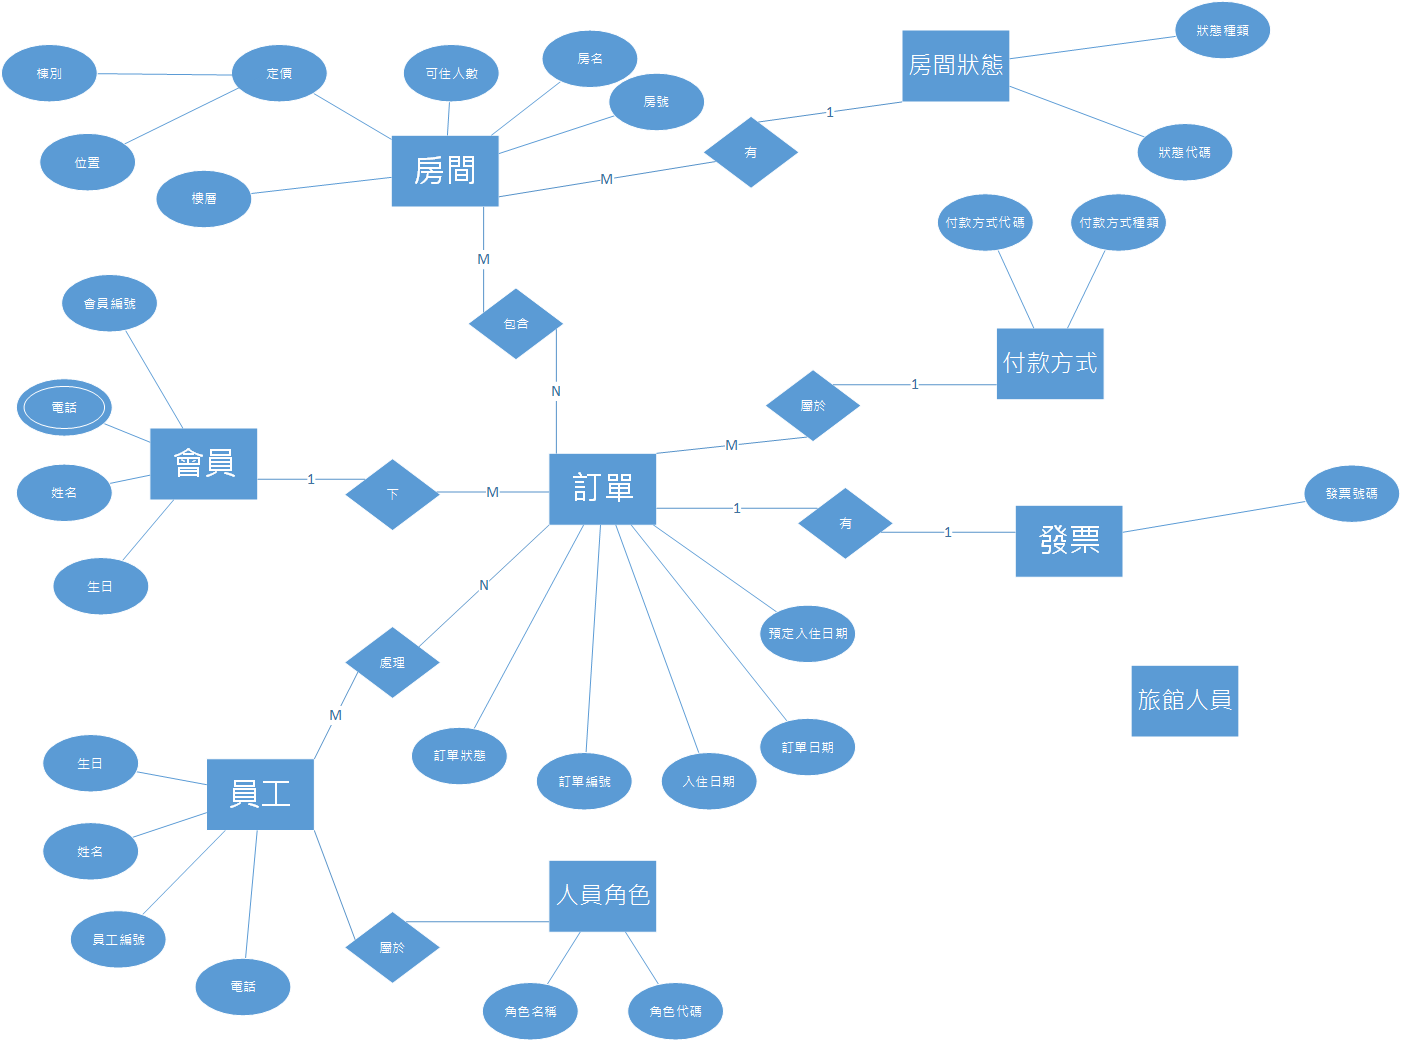 狀態種類
房名
棟別
定價
可住人數
房間狀態
房號
1
有
狀態代碼
位置
房間
M
樓層
付款方式代碼
付款方式種類
M
會員編號
包含
付款方式
1
N
電話
屬於
M
會員
1
下
M
訂單
姓名
發票號碼
1
有
1
發票
生日
N
預定入住日期
處理
旅館人員
M
訂單狀態
訂單日期
生日
員工
訂單編號
入住日期
姓名
人員角色
員工編號
屬於
電話
角色名稱
角色代碼